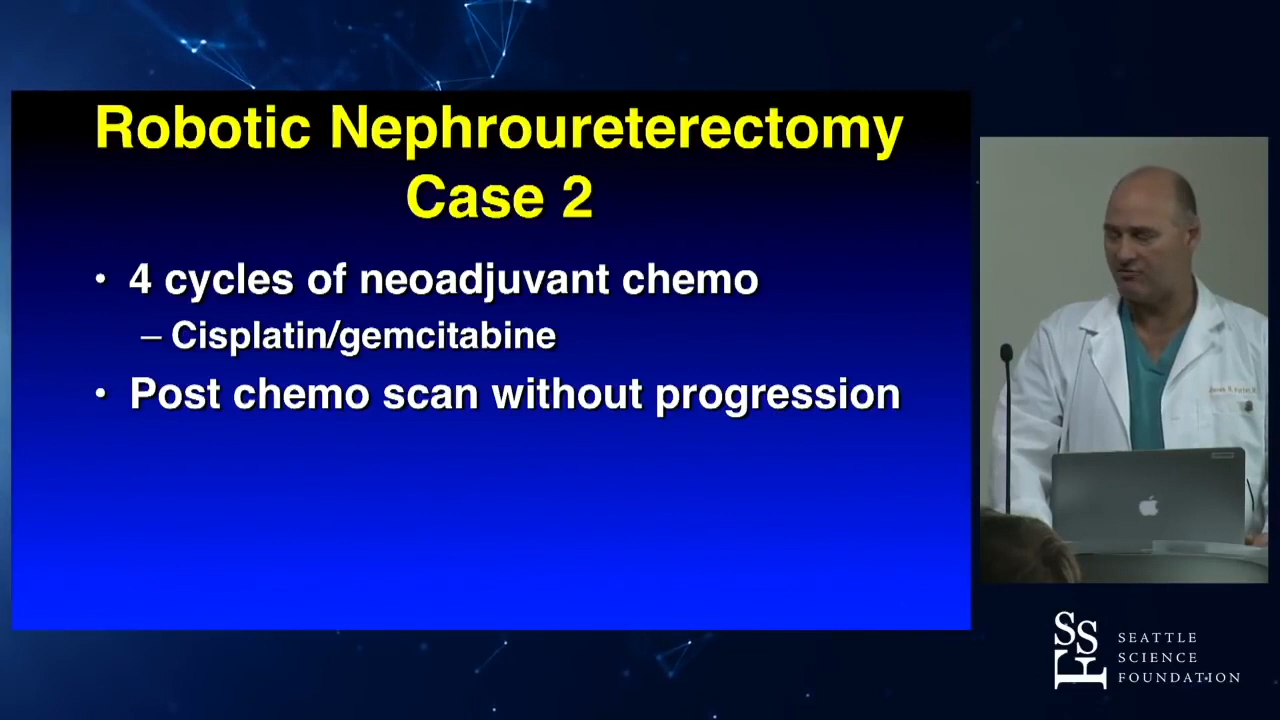 Robotic Nephroureterectomy
Case 2
• 4 cycles of neoadjuvant chemo
– Cisplatin/gemcitabine
• Post chemo scan without progression
SSF
SEATTLE
SCIENCE
FOUNDATION